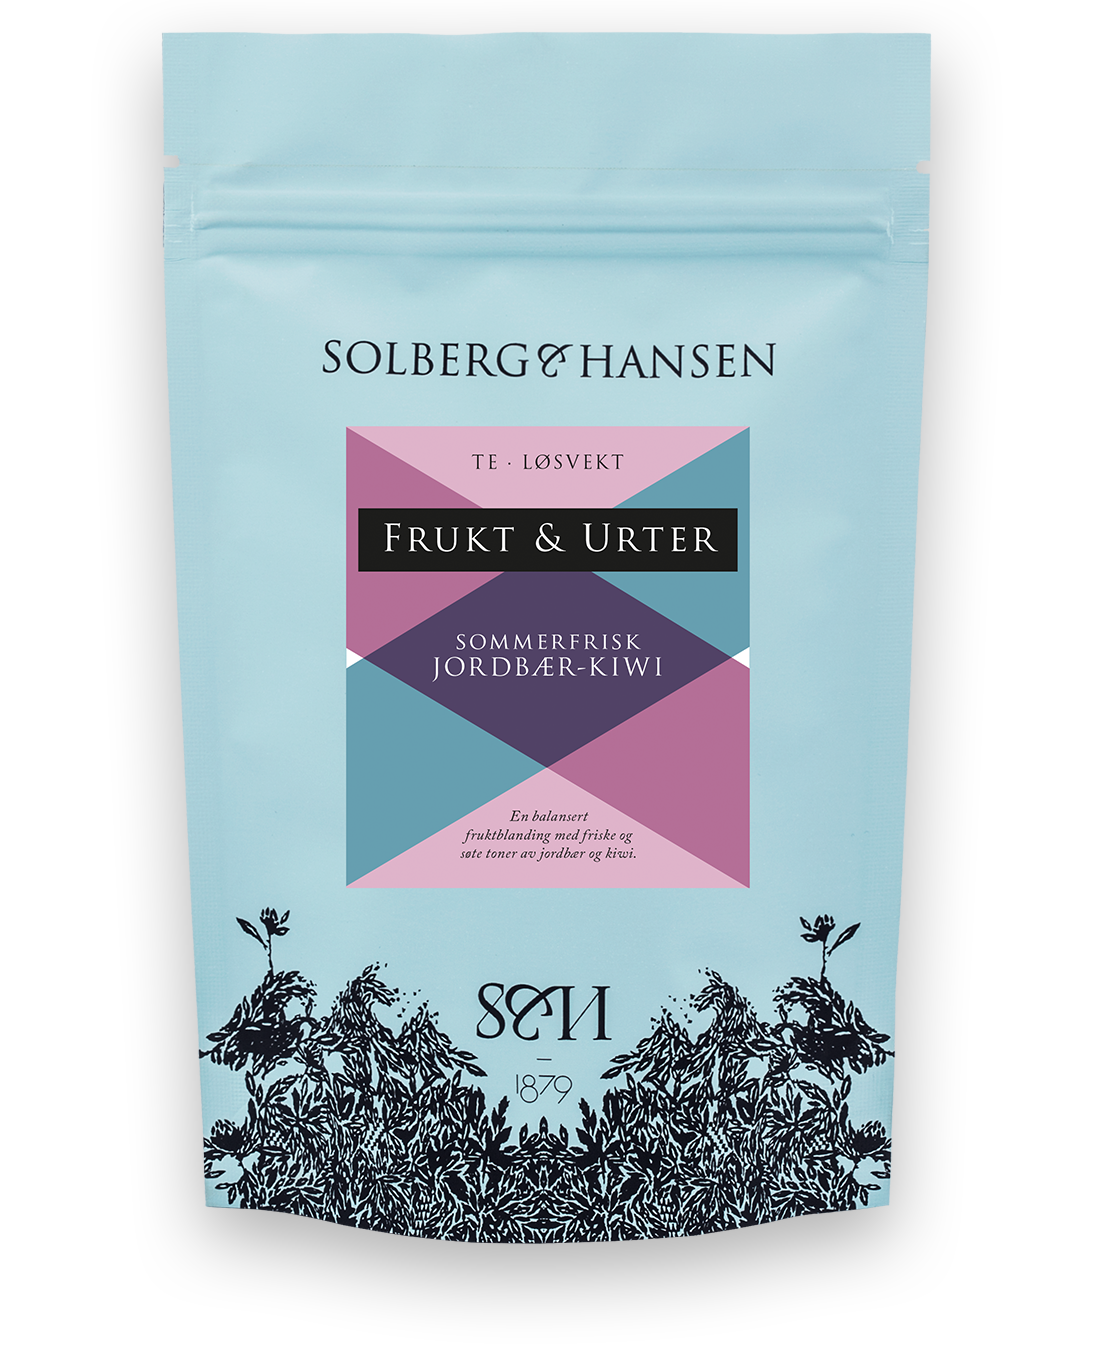 SOLBERG & HANSEN
TE · LØSVEKT
FRUKT & URTER
SOMMERFRISK
JORDBÆR-KIWI
En balansert
fruktblanding med friske og
søte toner av jordbær og kiwi.
S&H
–
1879